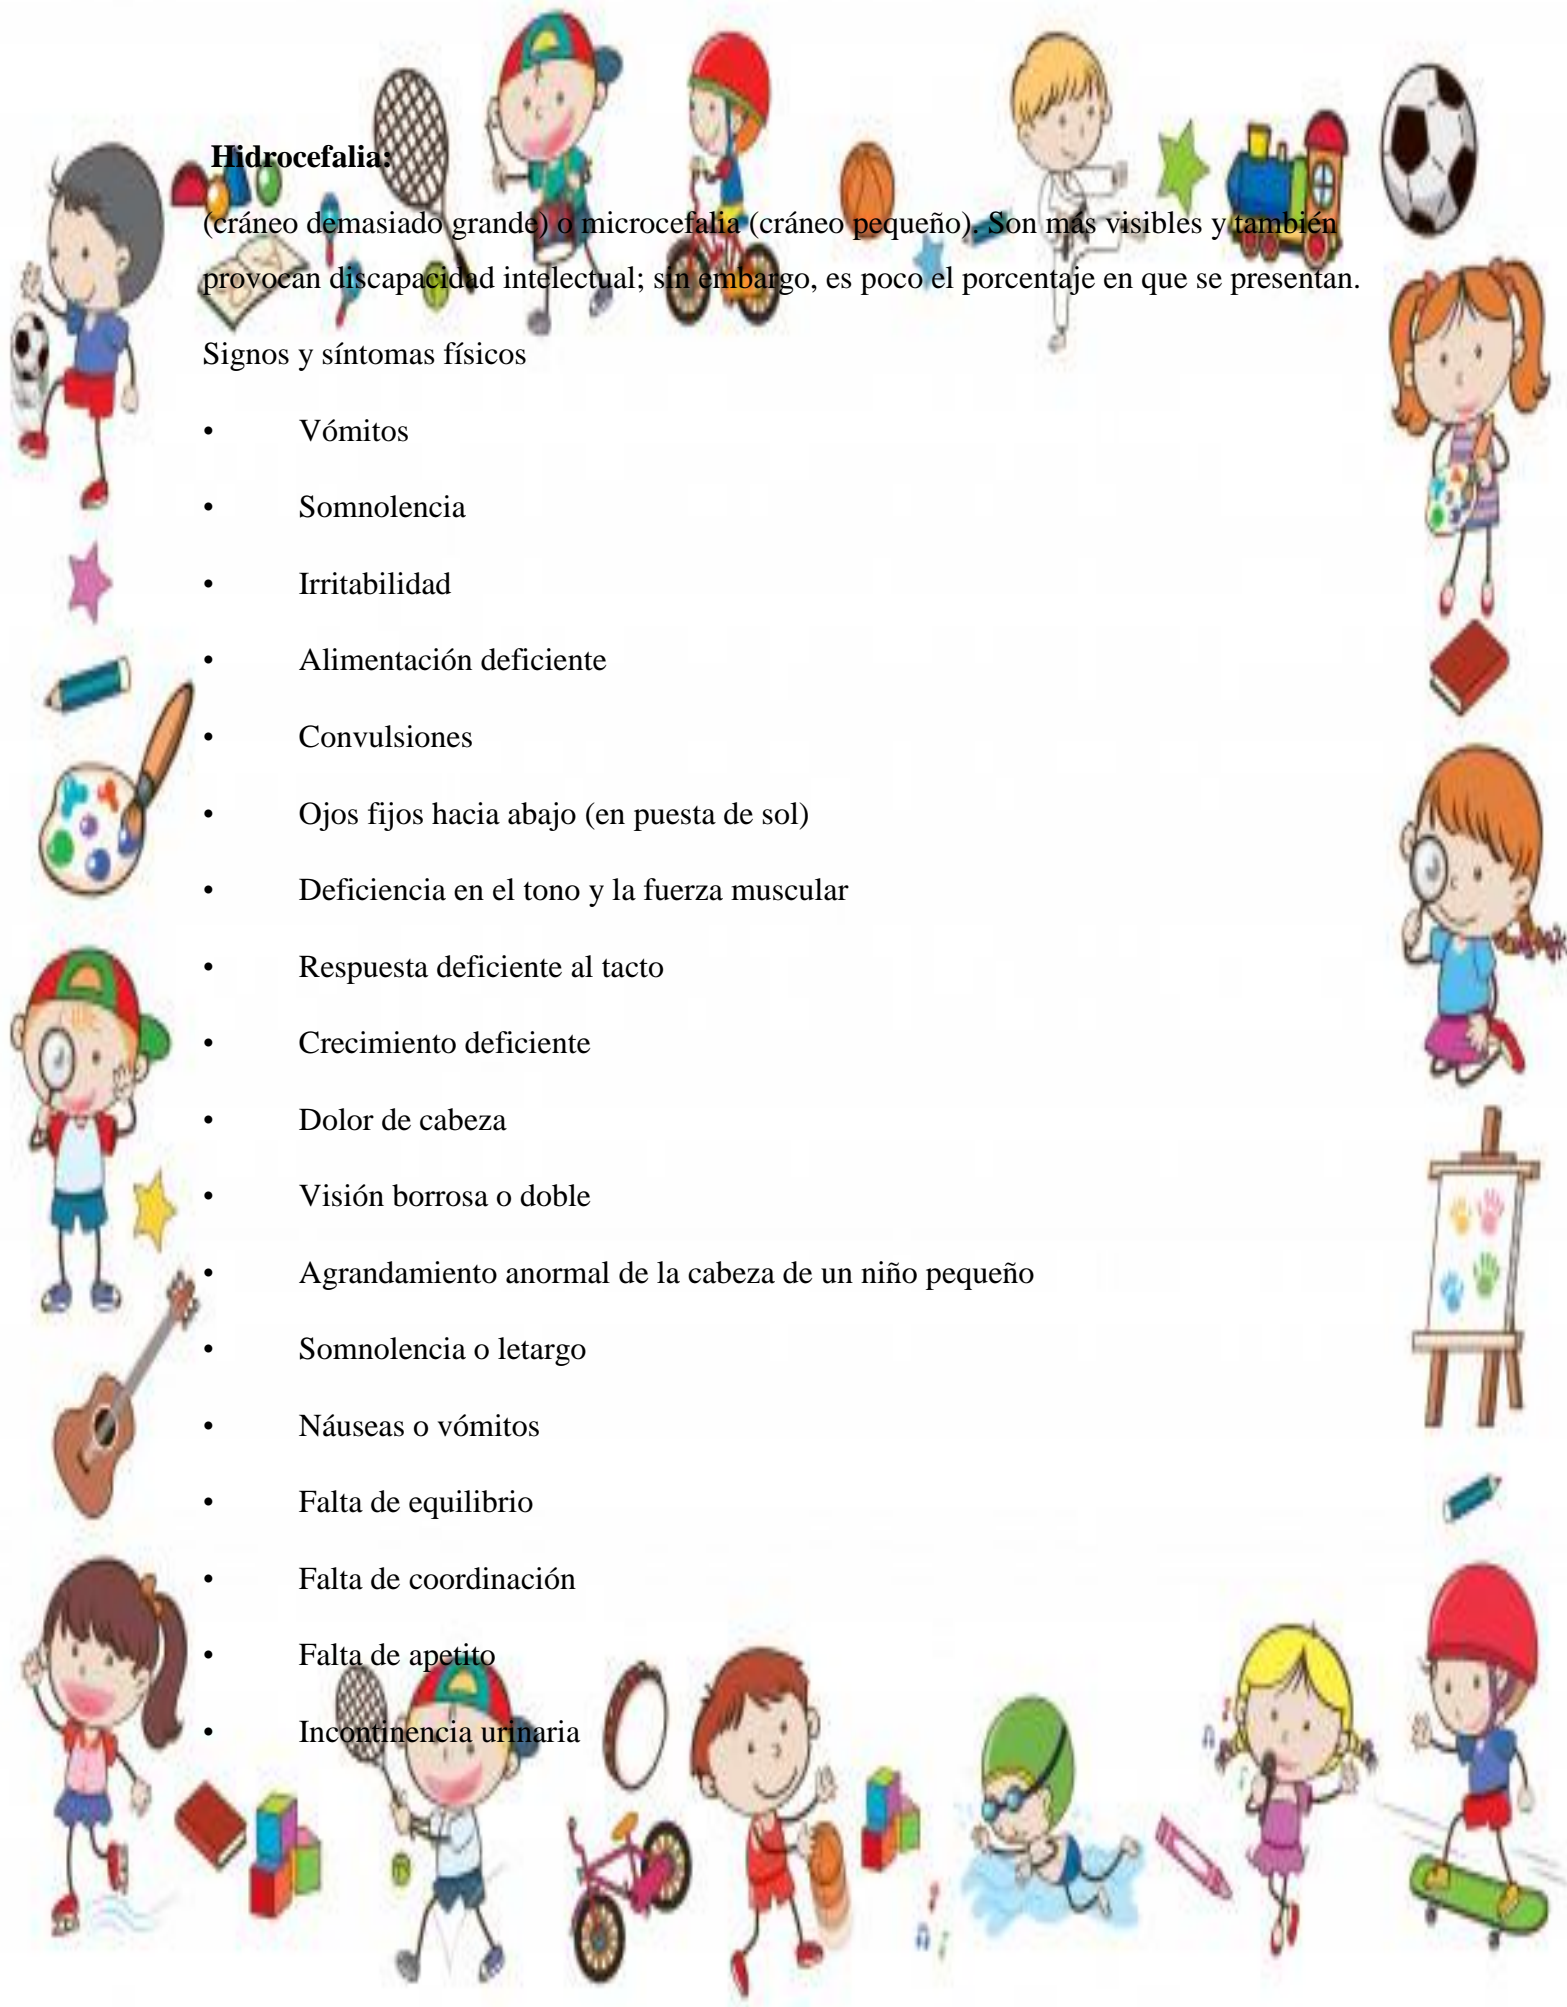 Hidrocefalia:
(cráneo demasiado grande) o microcefalia (cráneo pequeño). Son más visibles y también
provocan discapacidad intelectual; sin embargo, es poco el porcentaje en que se presentan.
Signos y síntomas físicos
• Vómitos
• Somnolencia
• Irritabilidad
• Alimentación deficiente
• Convulsiones
• Ojos fijos hacia abajo (en puesta de sol)
• Deficiencia en el tono y la fuerza muscular
• Respuesta deficiente al tacto
• Crecimiento deficiente
• Dolor de cabeza
• Visión borrosa o doble
• Agrandamiento anormal de la cabeza de un niño pequeño
• Somnolencia o letargo
• Náuseas o vómitos
• Falta de equilibrio
• Falta de coordinación
• Falta de apetito
• Incontinencia urinaria